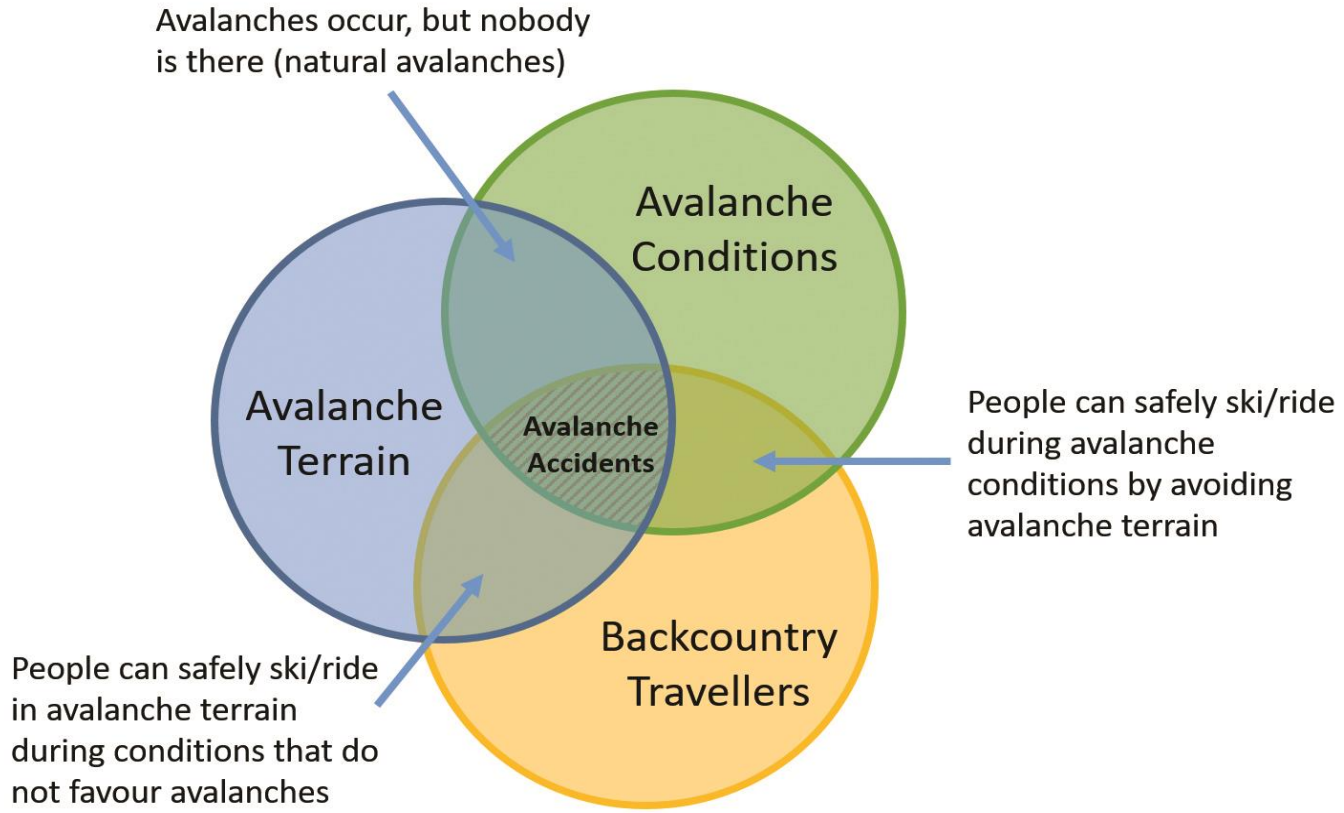 Avalanches occur, but nobody
is there (natural avalanches)
Avalanche
Conditions
Avalanche
Terrain
Avalanche
Accidents
People can safely ski/ride
during avalanche
conditions by avoiding
avalanche terrain
Backcountry
Travellers
People can safely ski/ride
in avalanche terrain
during conditions that do
not favour avalanches